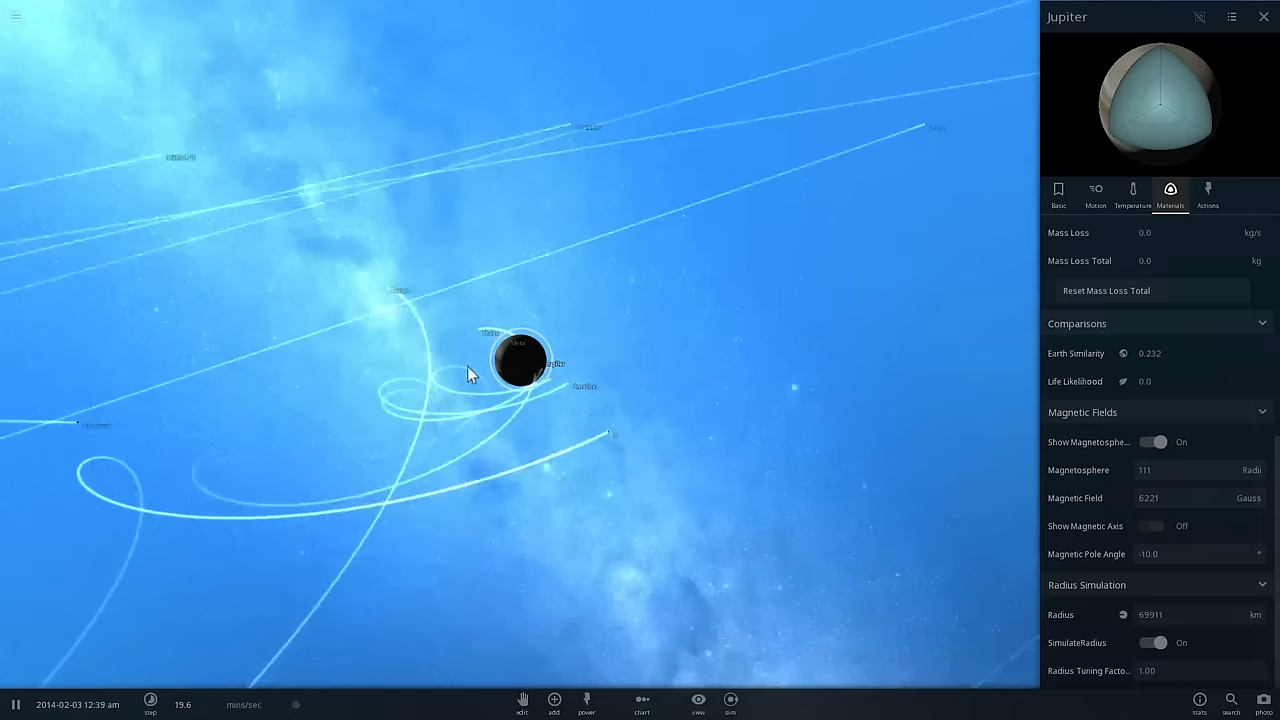 Jupiter
Basic
Motion
Temperature
Materials
Actions
Mass Loss 0.0 kg/s
Mass Loss Total 0.0 kg
Reset Mass Loss Total
Comparisons
Earth Similarity 0.232
Life Likelihood 0.0
Magnetic Fields
Show Magnetosphe... On
Magnetosphere 111 Radii
Magnetic Field 6221 Gauss
Show Magnetic Axis Off
Magnetic Pole Angle -10.0 °
Radius Simulation
Radius 69911 km
SimulateRadius On
Radius Tuning Facto... 1.00
Jupiter
2014-02-03 12:39 am
step
19.6
mins/sec
edit
add
power
chart
view
sim
stats
search
photo